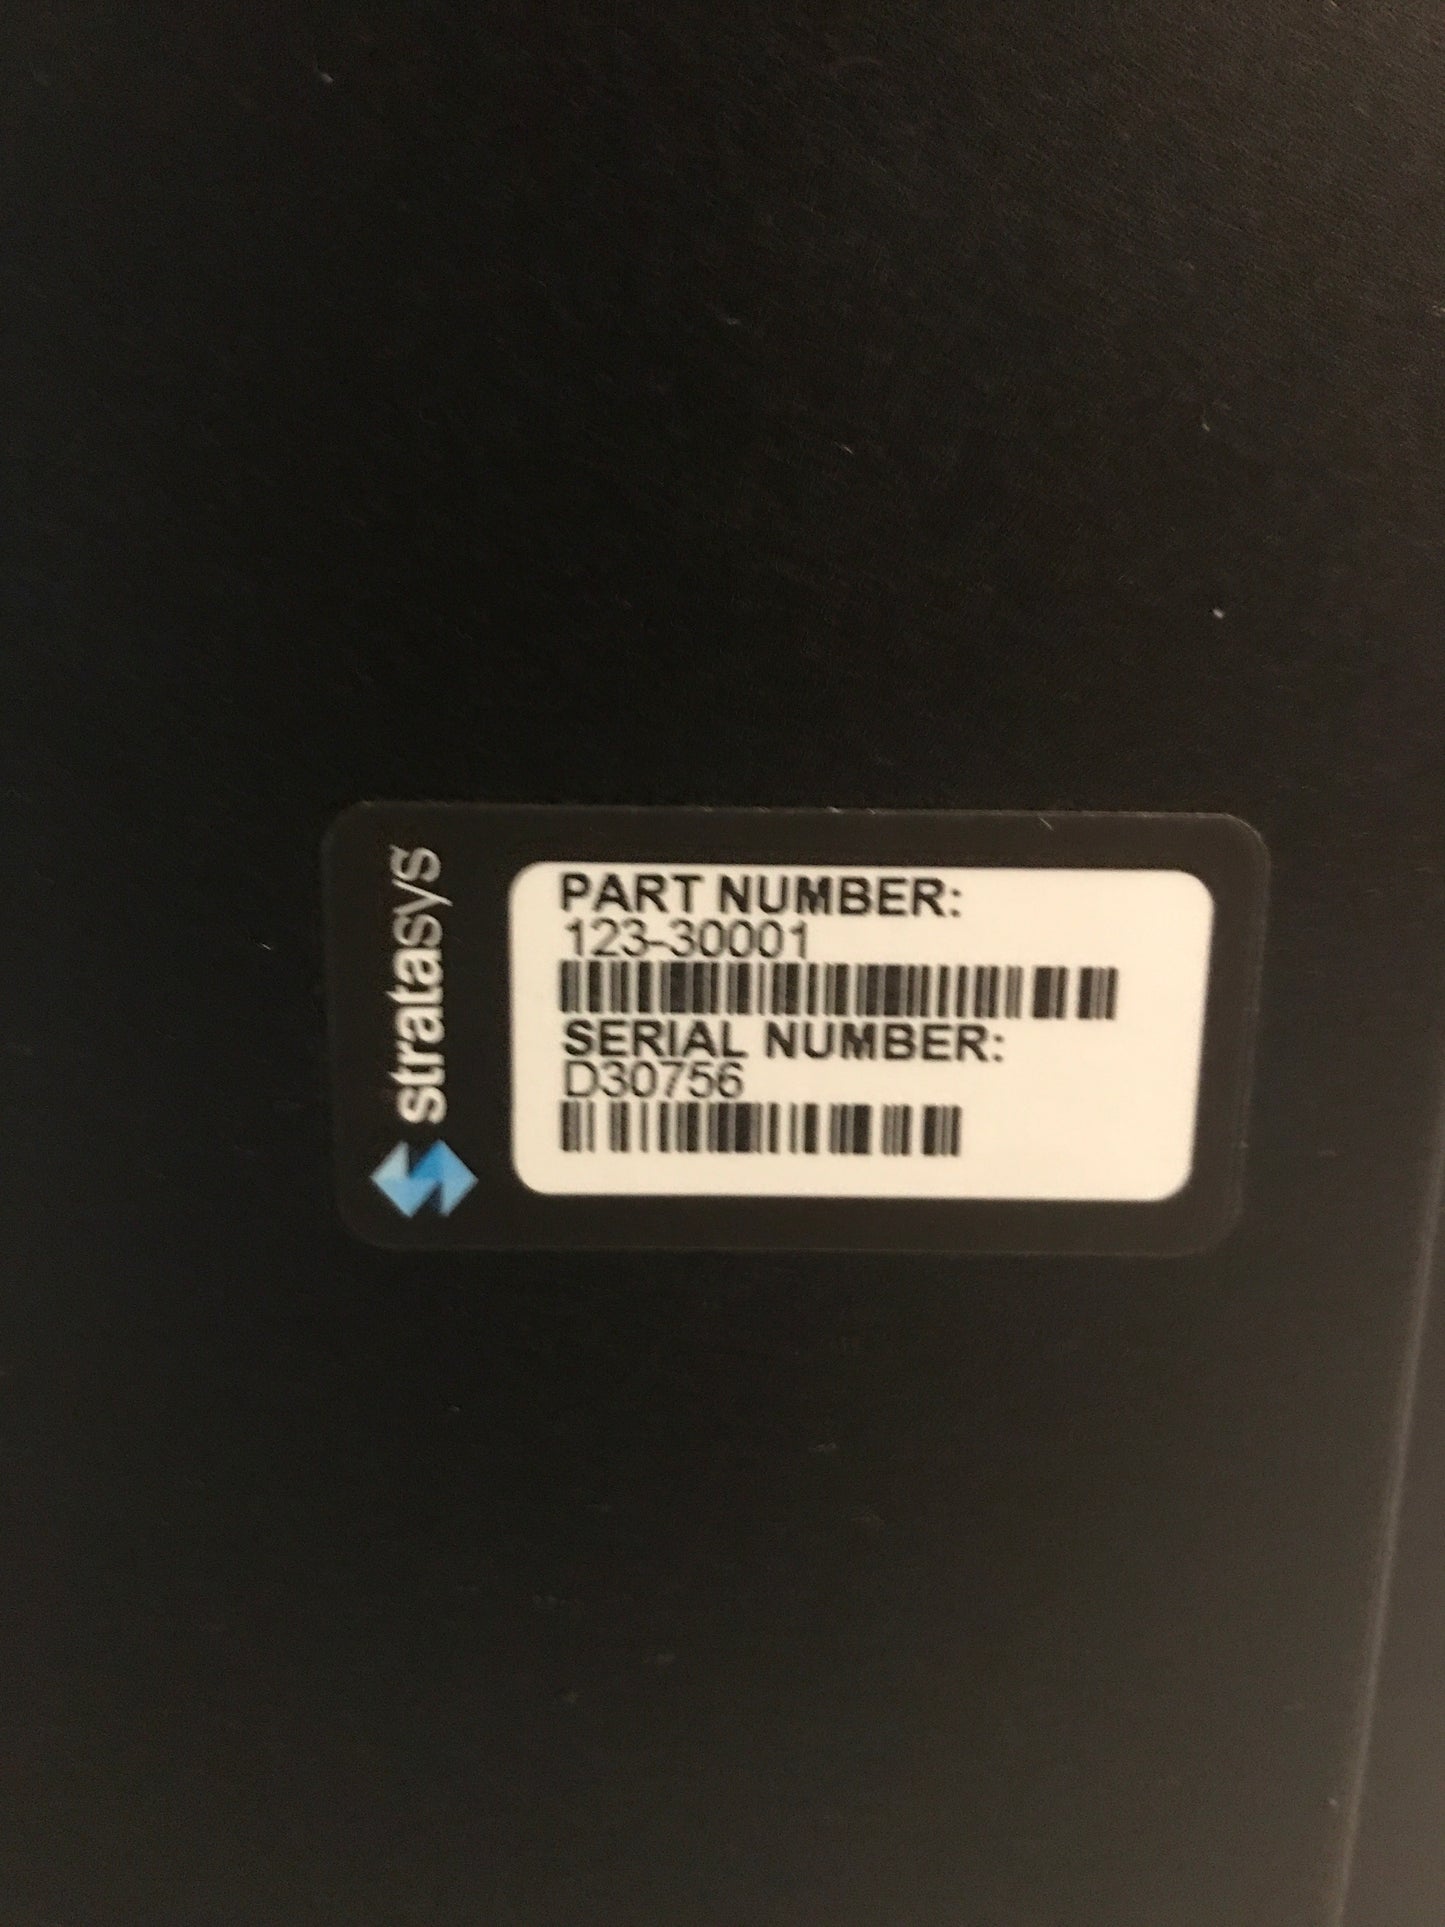 stratasys
PART NUMBER:
123-30001
SERIAL NUMBER:
D30756